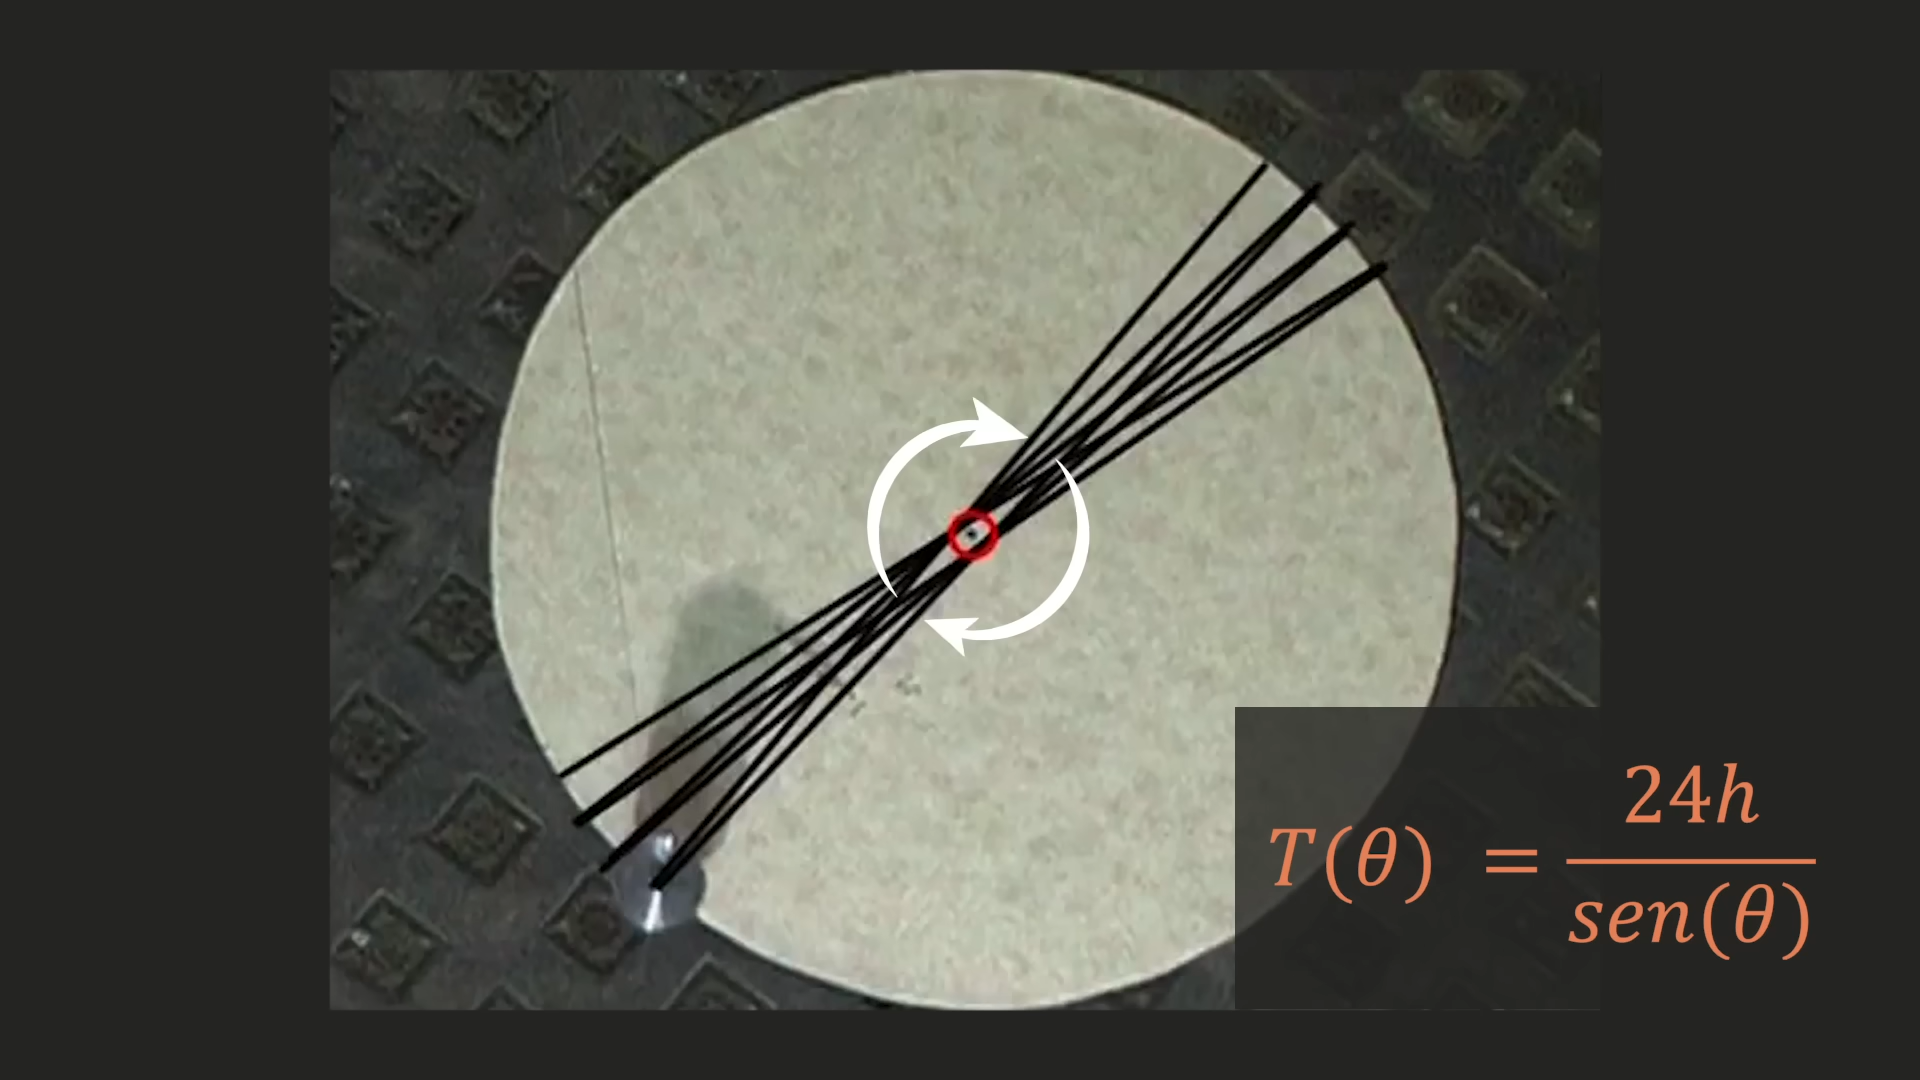 T(θ) = 24h / sen(θ)